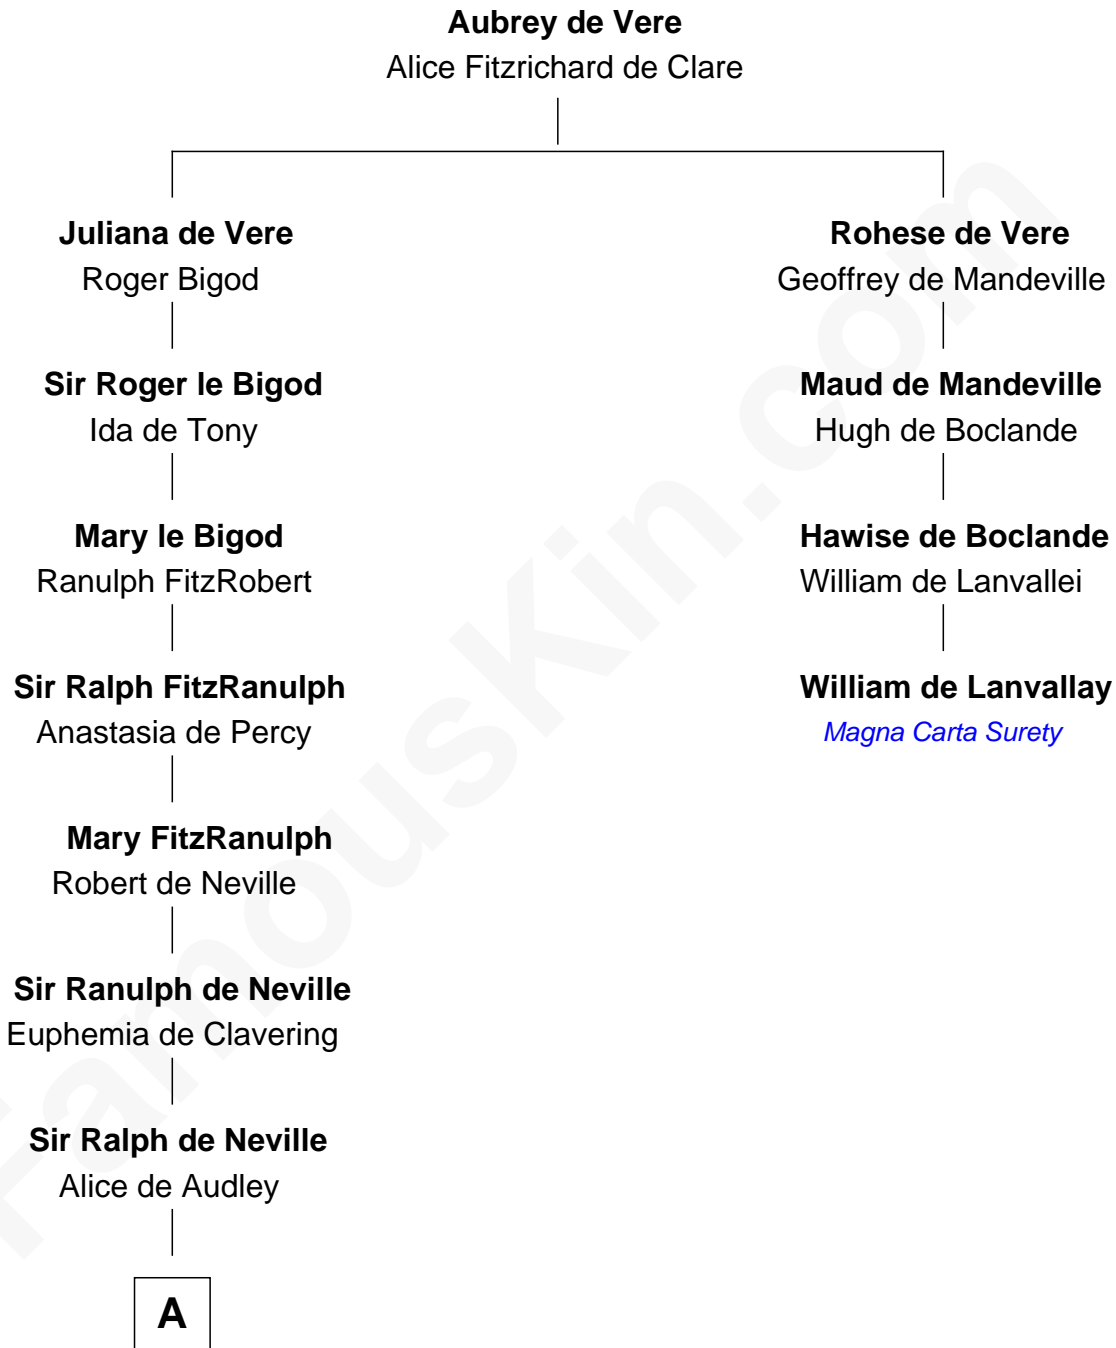 Aubrey de Vere
Alice Fitzrichard de Clare
Juliana de Vere
Roger Bigod
Rohese de Vere
Geoffrey de Mandeville
Sir Roger le Bigod
Ida de Tony
Maud de Mandeville
Hugh de Boclande
Mary le Bigod
Ranulph FitzRobert
Hawise de Boclande
William de Lanvallei
Sir Ralph FitzRanulph
Anastasia de Percy
William de Lanvallay
Magna Carta Surety
Mary FitzRanulph
Robert de Neville
Sir Ranulph de Neville
Euphemia de Clavering
Sir Ralph de Neville
Alice de Audley
A
FamousKin.com